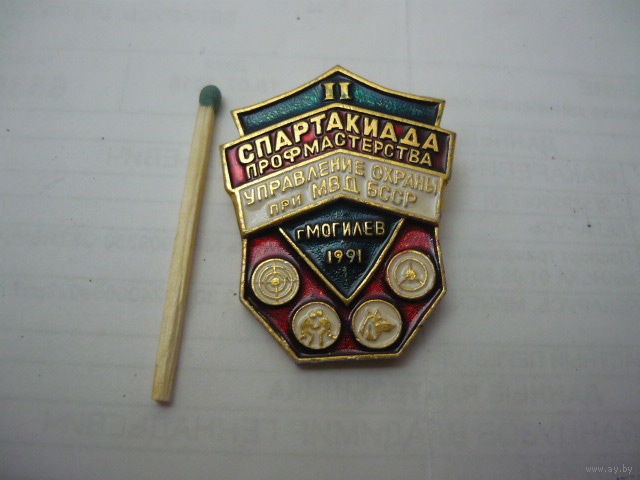 II
СПАРТАКИАДА
ПРОФМАСТЕРСТВА
УПРАВЛЕНИЕ ОХРАНЫ
ПРИ МВД БССР
г МОГИЛЕВ
1991
www.ay.by